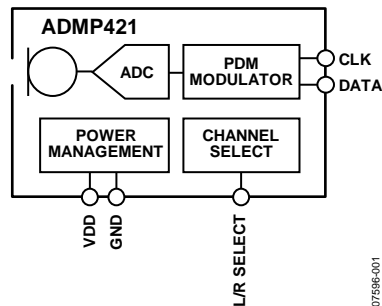 ADMP421
ADC
PDM
MODULATOR
CLK
DATA
POWER
MANAGEMENT
CHANNEL
SELECT
VDD
GND
L/R SELECT
07596-001